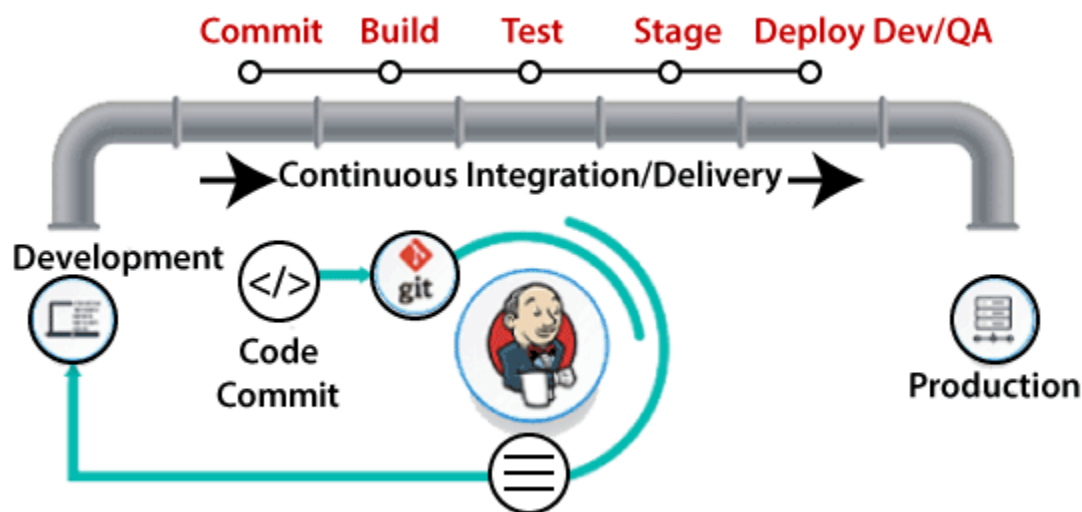 Commit Build Test Stage Deploy Dev/QA
Continuous Integration/Delivery
Development
</>
git
Code
Commit
Production